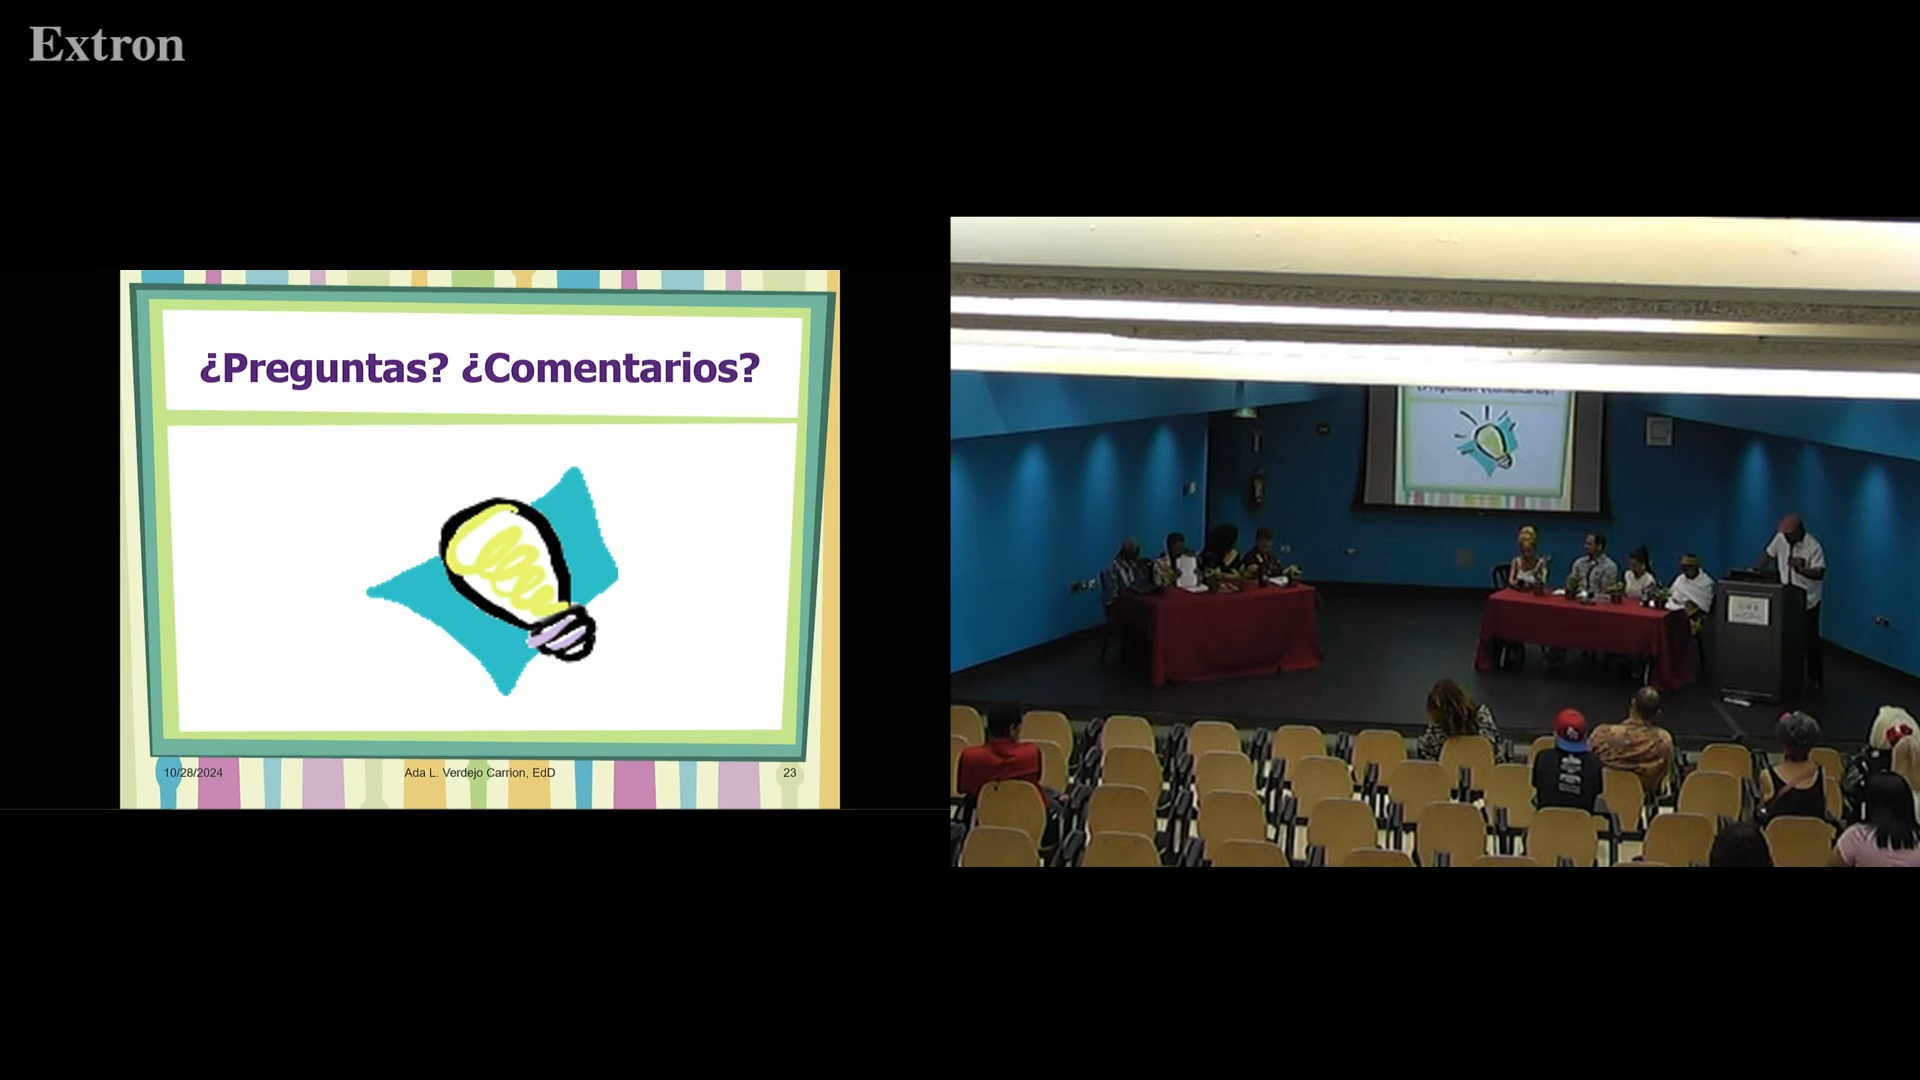 Extron
¿Preguntas? ¿Comentarios?
10/28/2024
Ada L. Verdejo Carrion, EdD
23